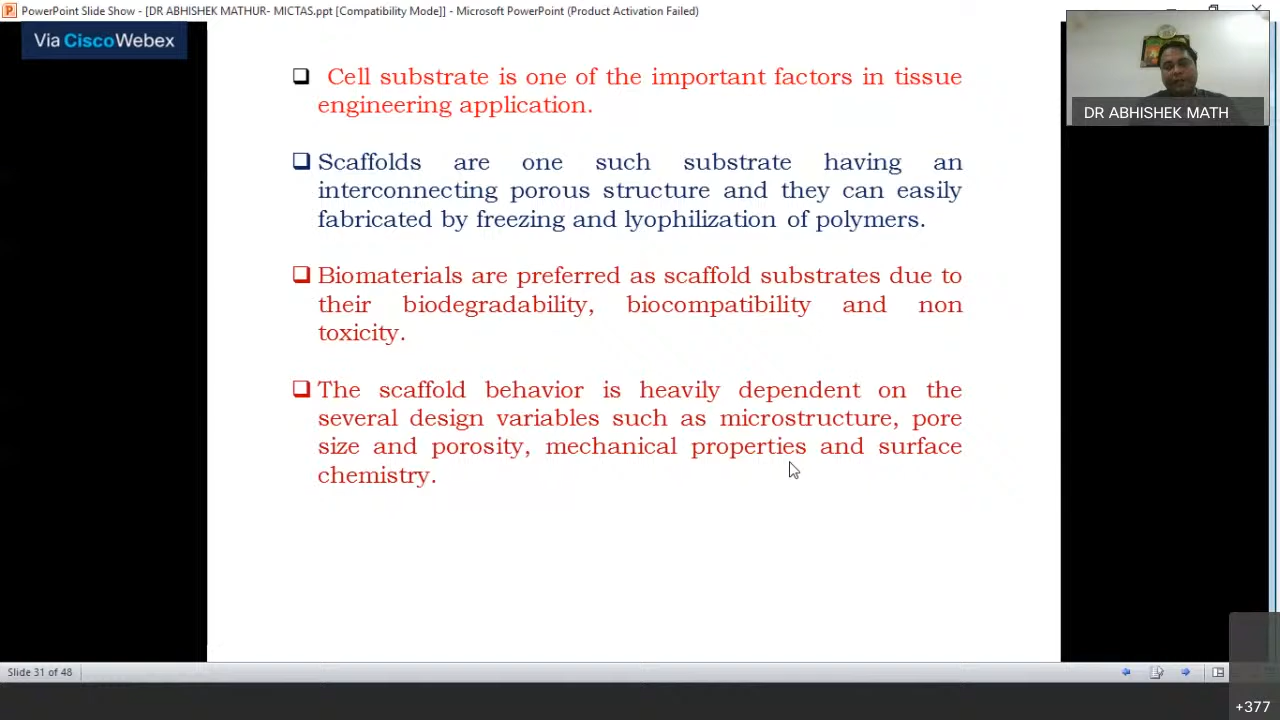 PowerPoint Slide Show - [DR ABHISHEK MATHUR- MICTAS.ppt [Compatibility Mode]] - Microsoft PowerPoint (Product Activation Failed)
Via CiscoWebex
DR ABHISHEK MATH
Cell substrate is one of the important factors in tissue
engineering application.
Scaffolds are one such substrate having an
interconnecting porous structure and they can easily
fabricated by freezing and lyophilization of polymers.
Biomaterials are preferred as scaffold substrates due to
their biodegradability, biocompatibility and non
toxicity.
The scaffold behavior is heavily dependent on the
several design variables such as microstructure, pore
size and porosity, mechanical properties and surface
chemistry.
Slide 31 of 48
+377